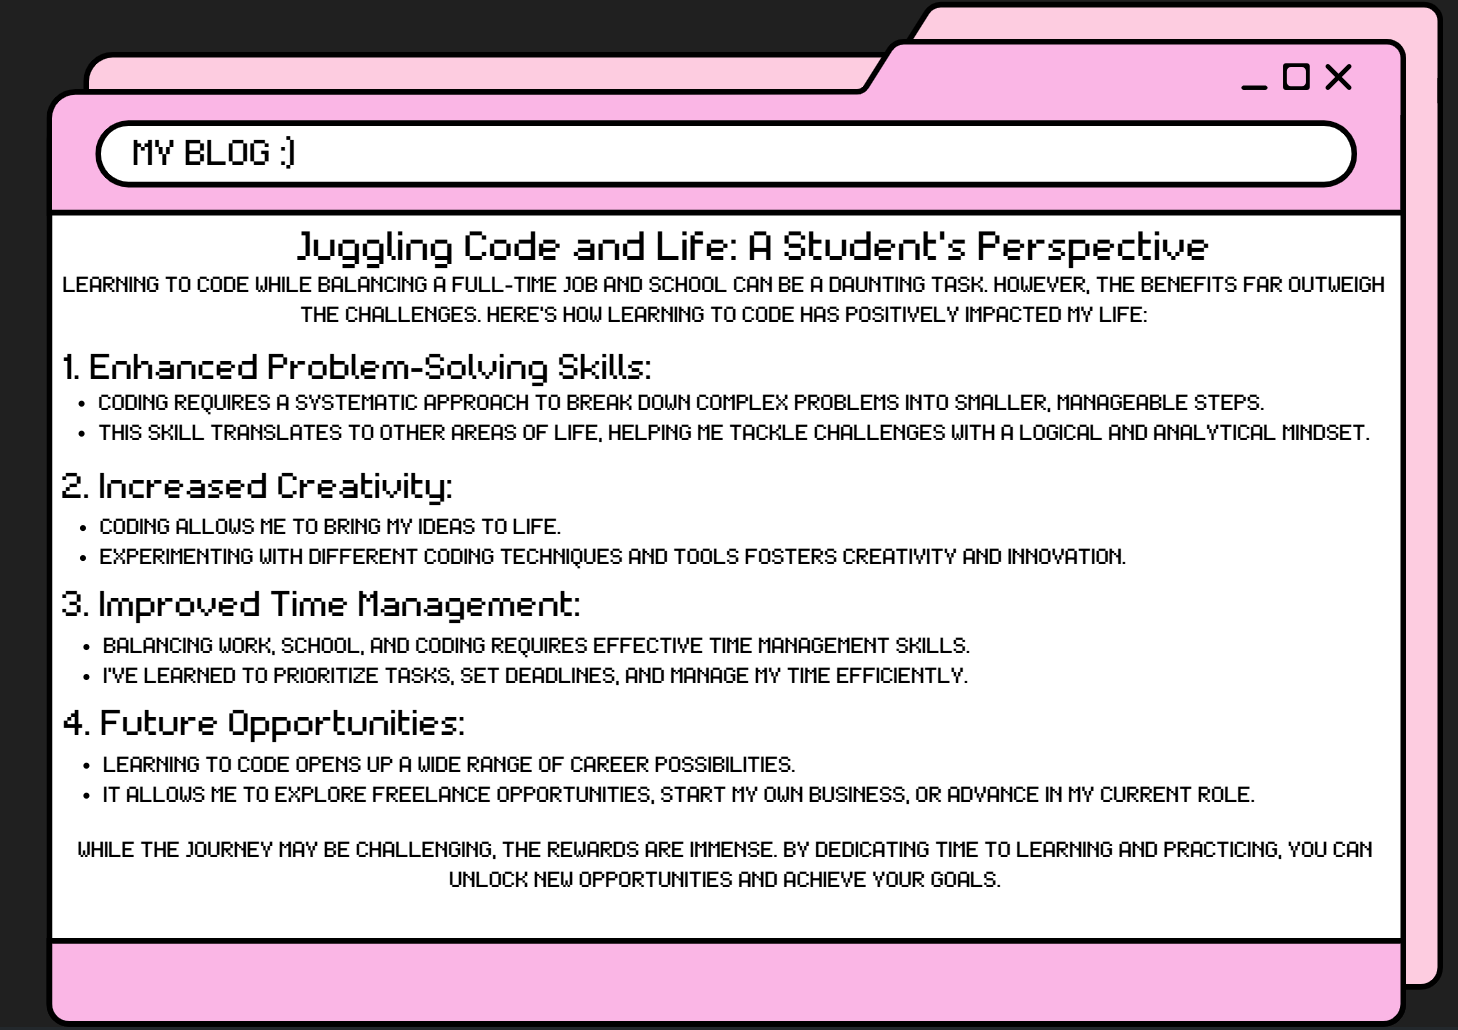 MY BLOG :)
Juggling Code and Life: A Student's Perspective
LEARNING TO CODE WHILE BALANCING A FULL-TIME JOB AND SCHOOL CAN BE A DAUNTING TASK. HOWEVER, THE BENEFITS FAR OUTWEIGH
THE CHALLENGES. HERE'S HOW LEARNING TO CODE HAS POSITIVELY IMPACTED MY LIFE:
1. Enhanced Problem-Solving Skills:
• CODING REQUIRES A SYSTEMATIC APPROACH TO BREAK DOWN COMPLEX PROBLEMS INTO SMALLER, MANAGEABLE STEPS.
• THIS SKILL TRANSLATES TO OTHER AREAS OF LIFE, HELPING ME TACKLE CHALLENGES WITH A LOGICAL AND ANALYTICAL MINDSET.
2. Increased Creativity:
• CODING ALLOWS ME TO BRING MY IDEAS TO LIFE.
• EXPERIMENTING WITH DIFFERENT CODING TECHNIQUES AND TOOLS FOSTERS CREATIVITY AND INNOVATION.
3. Improved Time Management:
• BALANCING WORK, SCHOOL, AND CODING REQUIRES EFFECTIVE TIME MANAGEMENT SKILLS.
• I'VE LEARNED TO PRIORITIZE TASKS, SET DEADLINES, AND MANAGE MY TIME EFFICIENTLY.
4. Future Opportunities:
• LEARNING TO CODE OPENS UP A WIDE RANGE OF CAREER POSSIBILITIES.
• IT ALLOWS ME TO EXPLORE FREELANCE OPPORTUNITIES, START MY OWN BUSINESS, OR ADVANCE IN MY CURRENT ROLE.
WHILE THE JOURNEY MAY BE CHALLENGING, THE REWARDS ARE IMMENSE. BY DEDICATING TIME TO LEARNING AND PRACTICING, YOU CAN
UNLOCK NEW OPPORTUNITIES AND ACHIEVE YOUR GOALS.